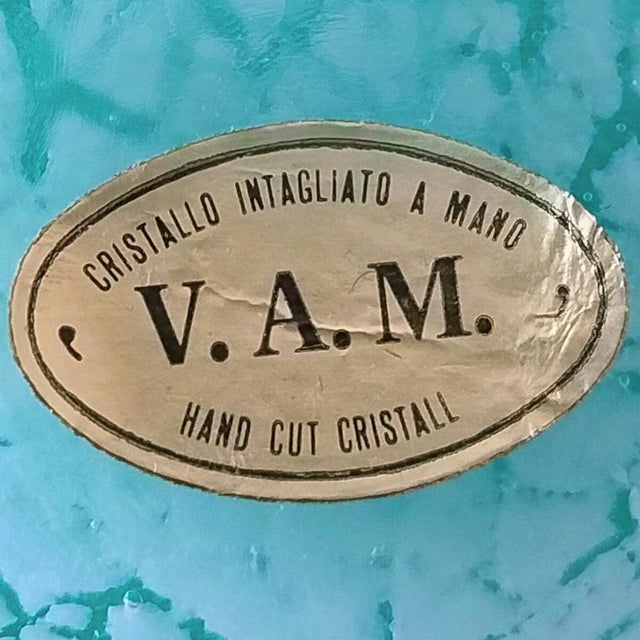 CRISTALLO INTAGLIATO A MANO
V.A.M.
HAND CUT CRISTALL